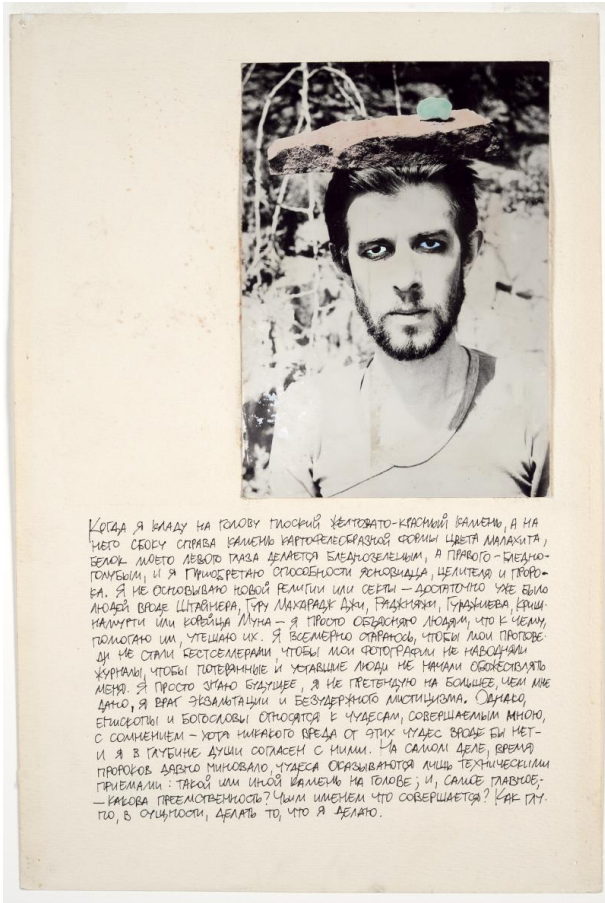 Когда я кладу на голову плоский желтовато-красный камень, а на
него сбоку справа камень картофелеобразной формы цвета малахита,
белок моего левого глаза делается бледнозеленым, а правого – бледно-
голубым, и я приобретаю способности ясновидца, целителя и проро-
ка. Я не основываю новой религии или секты – достаточно уже было
людей вроде Штайнера, Гуру Махарадж Джи, Раджняжи, Гурджиева, Криш-
намурти или корейца Муна – я просто объясняю людям, что к чему,
помогаю им, утешаю их. Я всемерно стараюсь, чтобы мои пропове-
ди не стали бестселлерами, чтобы мои фотографии не наводняли
журналы, чтобы потерянные и уставшие люди не начали обожествлять
меня. Я просто знаю будущее, я не претендую на большее, чем мне
дано, я враг экзальтации и безудержного мистицизма. Однако,
епископы и богословы относятся к чудесам, совершаемым мною,
с сомнением – хотя никакого вреда от этих чудес вроде бы нет –
и я в глубине души согласен с ними. На самом деле, время
пророков давно миновало, чудеса оказываются лишь техническими
приемами: такой или иной камень на голове; и, самое главное, –
– какова преемственность? Чьим именем что совершается? Как глу-
по, в сущности, делать то, что я делаю.